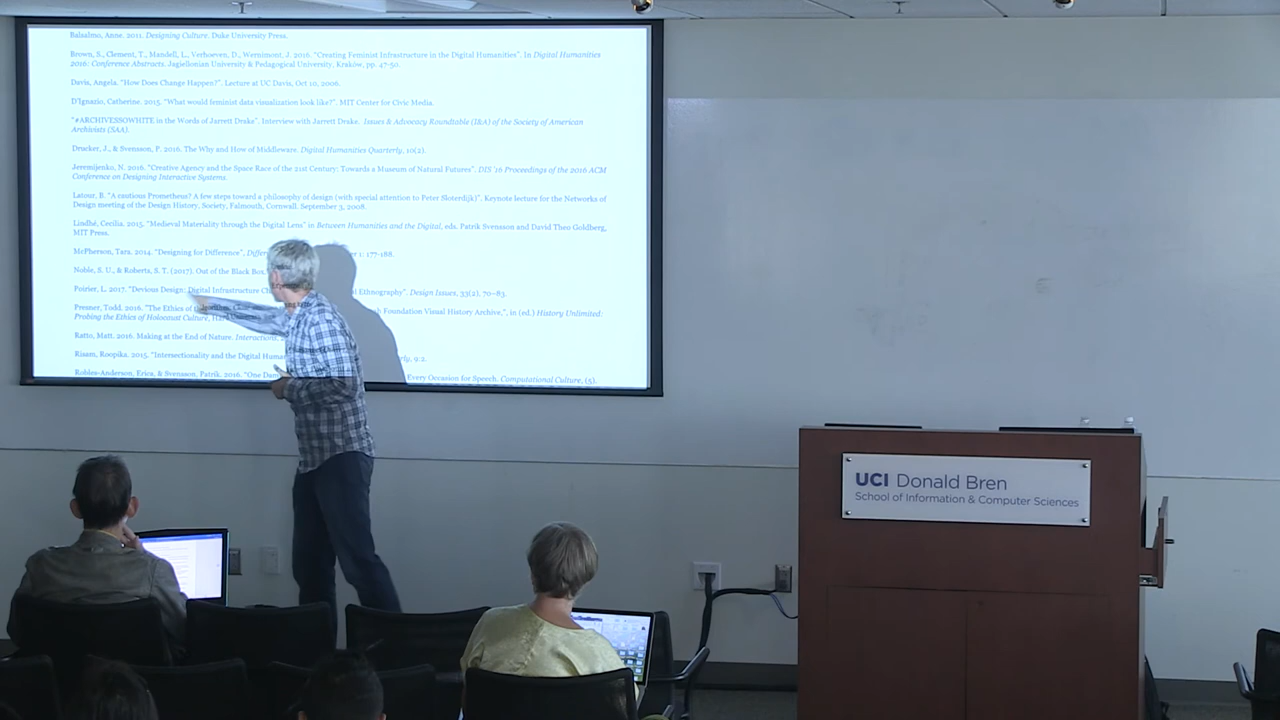 Balsalmo, Anne. 2011. Designing Culture. Duke University Press.
Brown, S., Clement, T., Mandell, L., Verhoeven, D., Wernimont, J. 2016. "Creating Feminist Infrastructure in the Digital Humanities". In Digital Humanities
2016: Conference Abstracts. Jagiellonian University & Pedagogical University, Kraków, pp. 47-50.
Davis, Angela. "How Does Change Happen?". Lecture at UC Davis, Oct 10, 2006.
D'Ignazio, Catherine. 2015. "What would feminist data visualization look like?". MIT Center for Civic Media.
"#ARCHIVESSOWHITE in the Words of Jarrett Drake". Interview with Jarrett Drake. Issues & Advocacy Roundtable (I&A) of the Society of American
Archivists (SAA).
Drucker, J., & Svensson, P. 2016. The Why and How of Middleware. Digital Humanities Quarterly, 10(2).
Jeremijenko, N. 2016. "Creative Agency and the Space Race of the 21st Century: Towards a Museum of Natural Futures". DIS '16 Proceedings of the 2016 ACM
Conference on Designing Interactive Systems.
Latour, B. "A cautious Prometheus? A few steps toward a philosophy of design (with special attention to Peter Sloterdijk)". Keynote lecture for the Networks of
Design meeting of the Design History, Society, Falmouth, Cornwall. September 3, 2008.
Lindhé, Cecilia. 2015. "Medieval Materiality through the Digital Lens" in Between Humanities and the Digital, eds. Patrik Svensson and David Theo Goldberg,
MIT Press.
McPherson, Tara. 2014. "Designing for Difference", 1: 177-188.
Noble, S. U., & Roberts, S. T. (2017). Out of the Black Box.
Poirier, L. 2017. "Devious Design: Digital Infrastructure Ethnography". Design Issues, 33(2), 70–83.
Presner, Todd. 2016. "The Ethics of Foundation Visual History Archive,", in (ed.) History Unlimited:
Probing the Ethics of Holocaust Culture,
Ratto, Matt. 2016. Making at the End of Nature. Interactions,
Risam, Roopika. 2015. "Intersectionality and the Digital 9:2.
Robles-Anderson, Erica, & Svensson, Patrik. 2016. "One Every Occasion for Speech. Computational Culture, (5).
UCI Donald Bren
School of Information & Computer Sciences